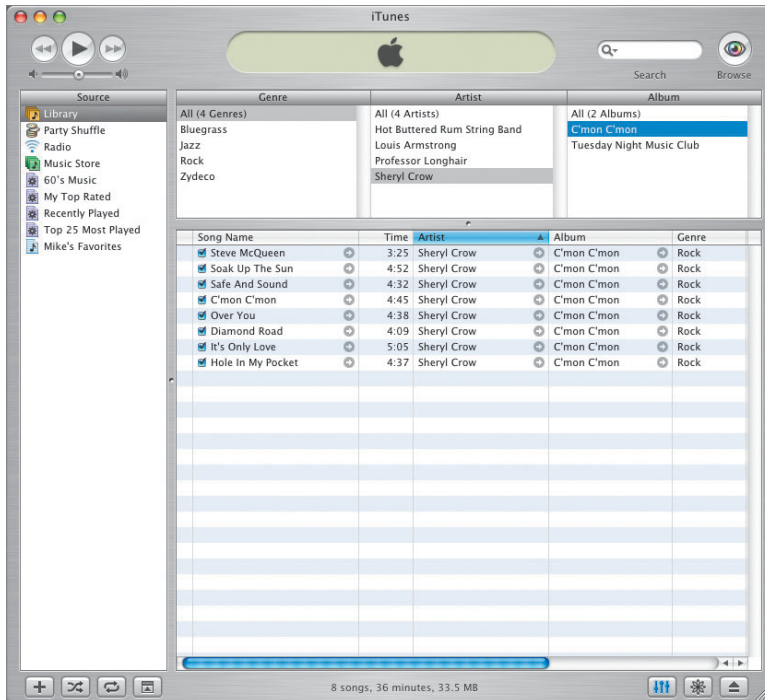 iTunes
Search
Browse
Source
Library
Party Shuffle
Radio
Music Store
60's Music
My Top Rated
Recently Played
Top 25 Most Played
Mike's Favorites
Genre
All (4 Genres)
Bluegrass
Jazz
Rock
Zydeco
Artist
All (4 Artists)
Hot Buttered Rum String Band
Louis Armstrong
Professor Longhair
Sheryl Crow
Album
All (2 Albums)
C'mon C'mon
Tuesday Night Music Club
Song Name Time Artist Album Genre
Steve McQueen 3:25 Sheryl Crow C'mon C'mon Rock
Soak Up The Sun 4:52 Sheryl Crow C'mon C'mon Rock
Safe And Sound 4:32 Sheryl Crow C'mon C'mon Rock
C'mon C'mon 4:45 Sheryl Crow C'mon C'mon Rock
Over You 4:38 Sheryl Crow C'mon C'mon Rock
Diamond Road 4:09 Sheryl Crow C'mon C'mon Rock
It's Only Love 5:05 Sheryl Crow C'mon C'mon Rock
Hole In My Pocket 4:37 Sheryl Crow C'mon C'mon Rock
8 songs, 36 minutes, 33.5 MB